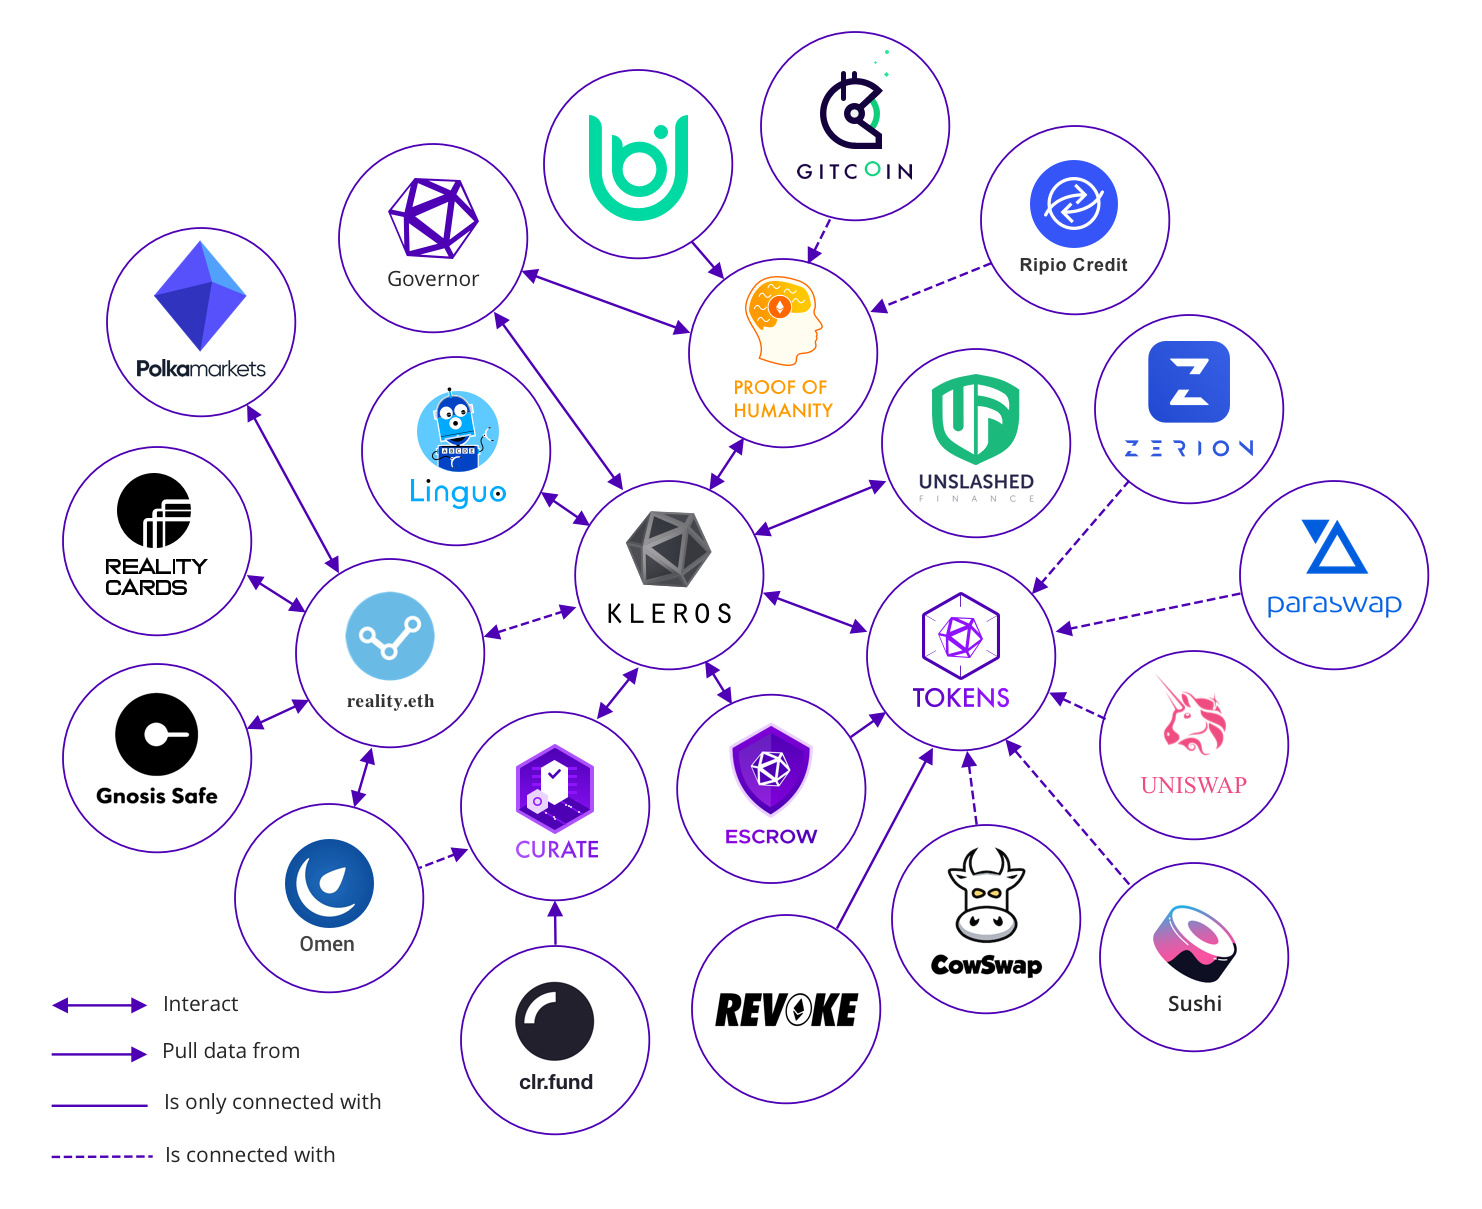 GITCOIN
Ripio Credit
Governor
Polkamarkets
PROOF OF
HUMANITY
ZERION
ABCDE
Linguo
UNSLASHED
FINANCE
REALITY
CARDS
KLEROS
paraswap
reality.eth
TOKENS
UNISWAP
Gnosis Safe
CURATE
ESCROW
Omen
CowSwap
Sushi
REVOKE
clr.fund
Interact
Pull data from
Is only connected with
Is connected with